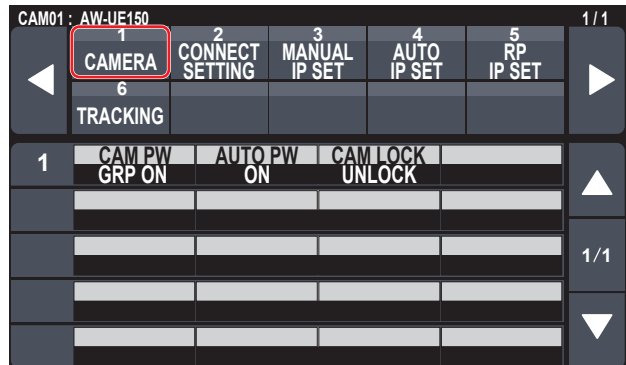 CAM01 : AW-UE150 1 / 1
1 2 3 4 5
CAMERA CONNECT SETTING MANUAL IP SET AUTO IP SET RP IP SET
6
TRACKING
1 CAM PW AUTO PW CAM LOCK
GRP ON ON UNLOCK
1/1